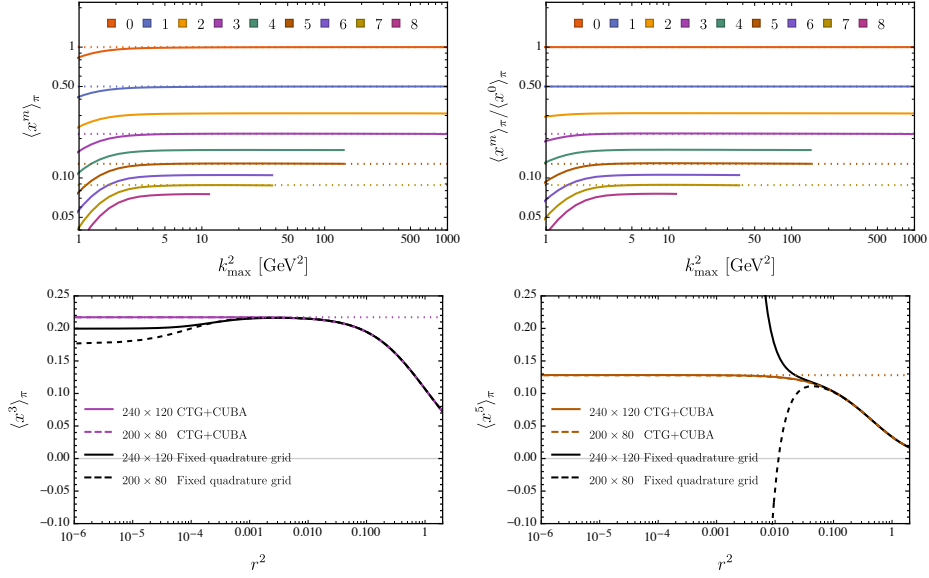 0 1 2 3 4 5 6 7 8
⟨x^m⟩_π
1
0.50
0.10
0.05
1 5 10 50 100 500 1000
k²_max [GeV²]
0 1 2 3 4 5 6 7 8
⟨x^m⟩_π/⟨x^0⟩_π
1
0.50
0.10
0.05
1 5 10 50 100 500 1000
k²_max [GeV²]
⟨x³⟩_π
0.25
0.20
0.15
0.10
0.05
0.00
−0.05
−0.10
240 × 120 CTG+CUBA
200 × 80 CTG+CUBA
240 × 120 Fixed quadrature grid
200 × 80 Fixed quadrature grid
10⁻⁶ 10⁻⁵ 10⁻⁴ 0.001 0.010 0.100 1
r²
⟨x⁵⟩_π
0.25
0.20
0.15
0.10
0.05
0.00
−0.05
−0.10
240 × 120 CTG+CUBA
200 × 80 CTG+CUBA
240 × 120 Fixed quadrature grid
200 × 80 Fixed quadrature grid
10⁻⁶ 10⁻⁵ 10⁻⁴ 0.001 0.010 0.100 1
r²